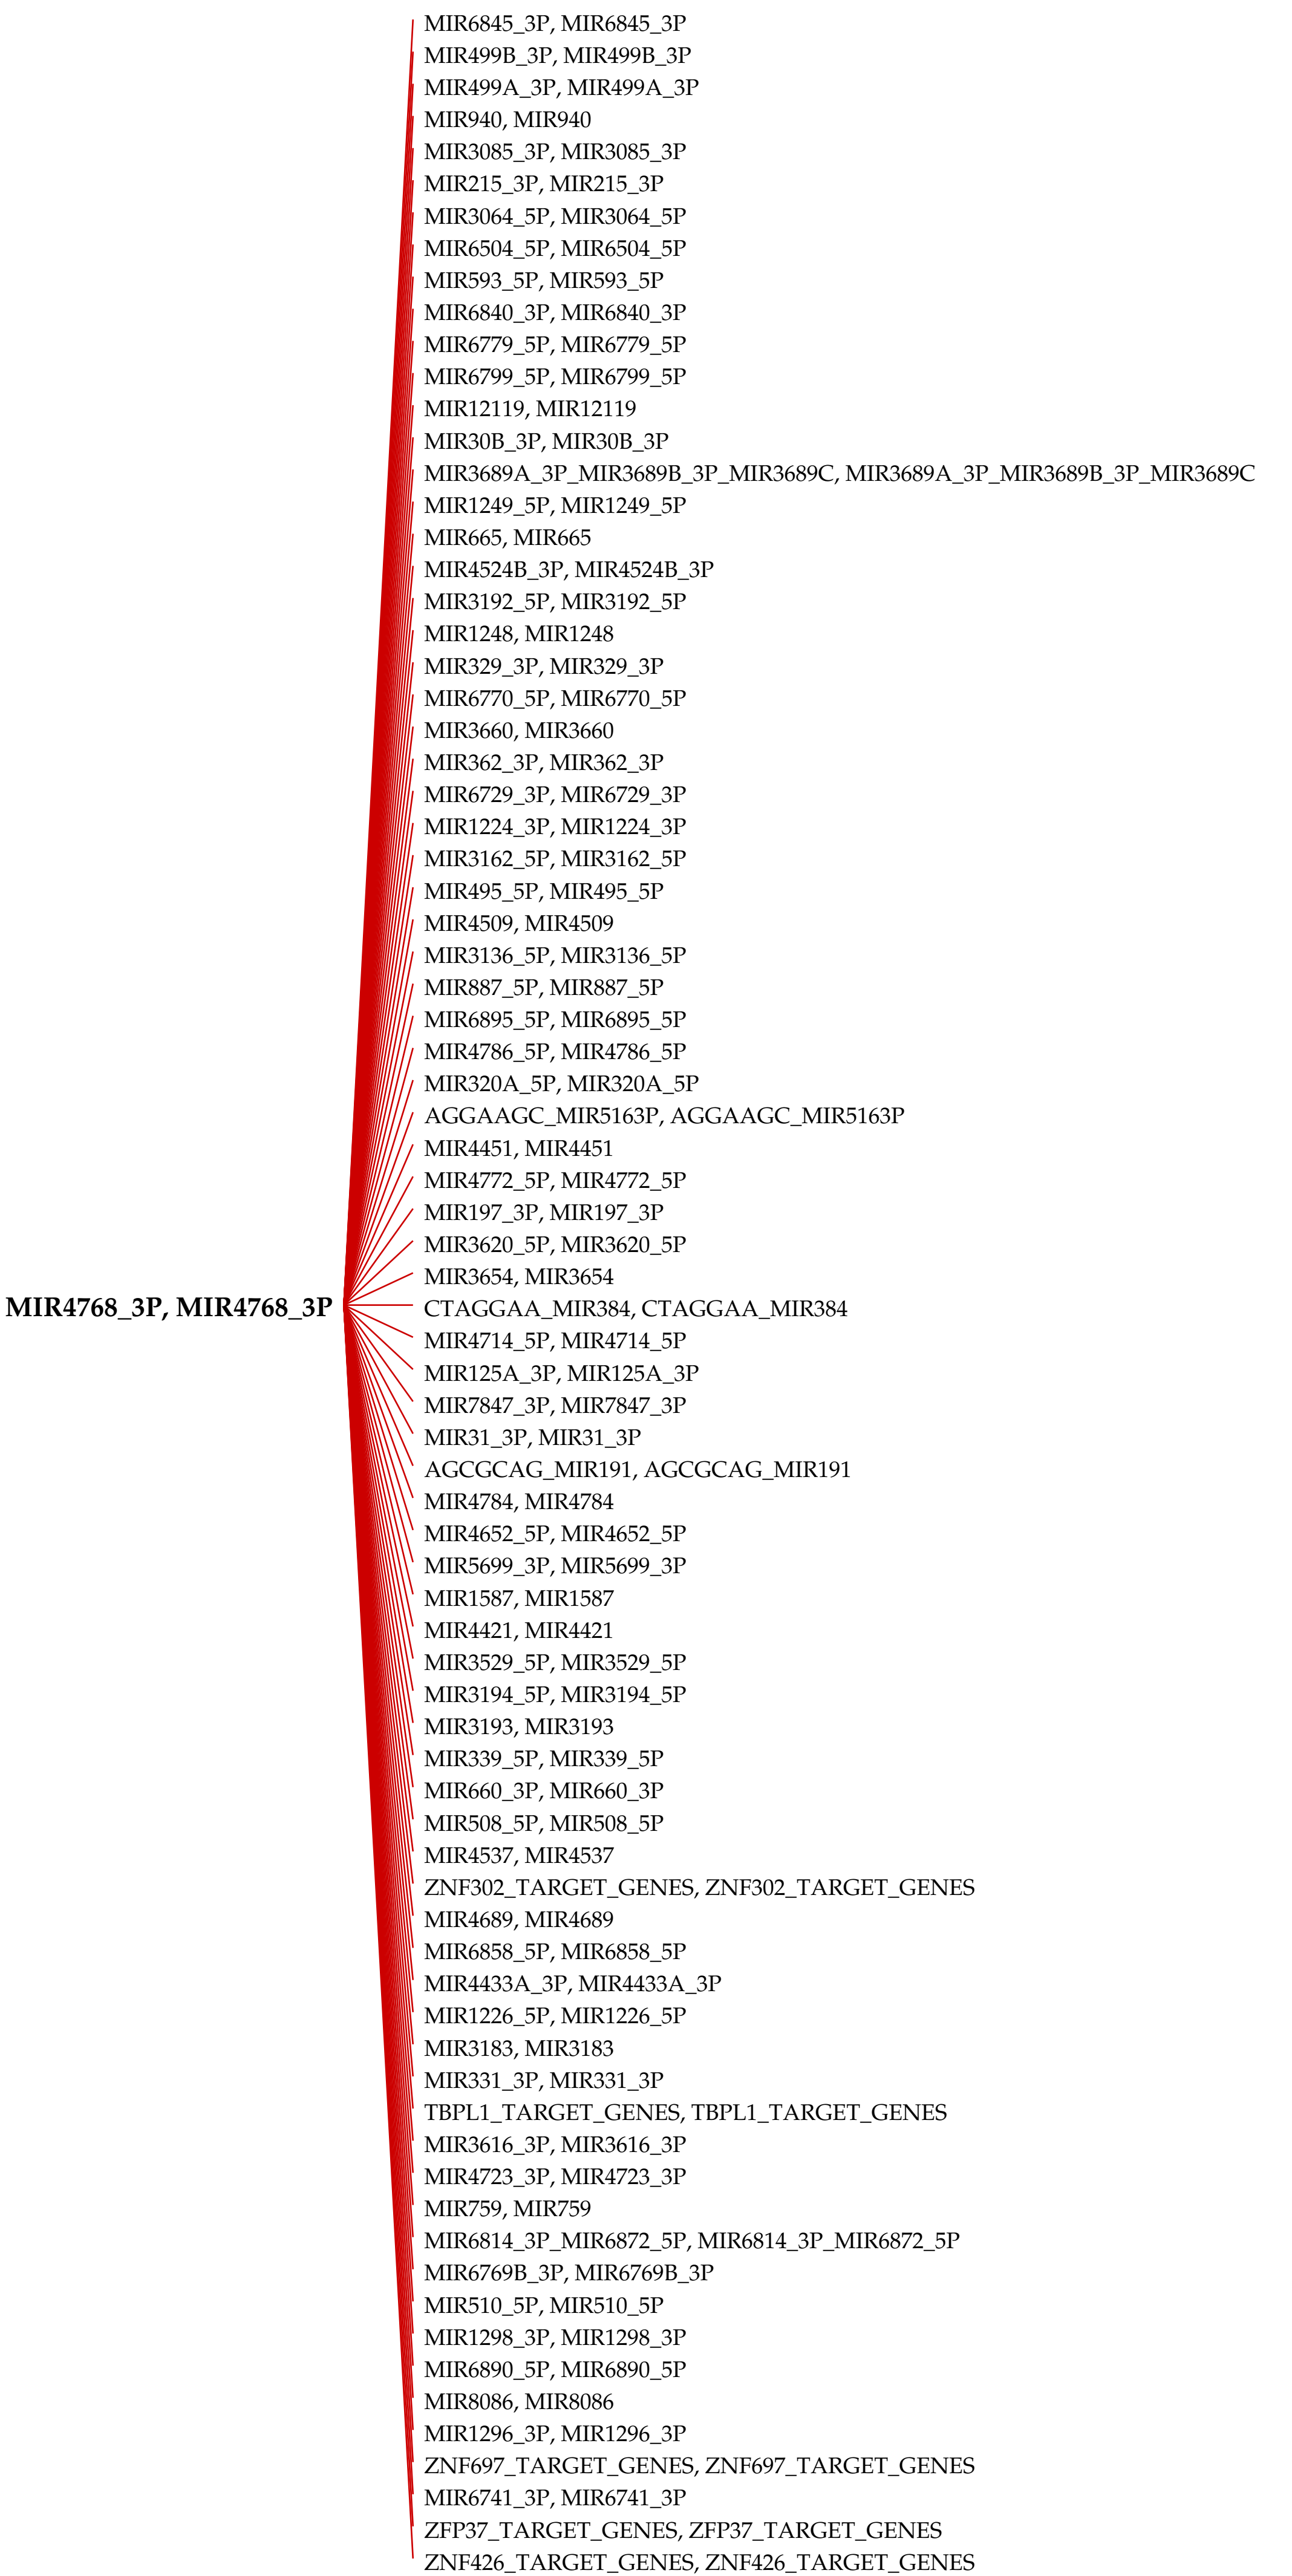 MIR6845_3P, MIR6845_3P
MIR499B_3P, MIR499B_3P
MIR499A_3P, MIR499A_3P
MIR940, MIR940
MIR3085_3P, MIR3085_3P
MIR215_3P, MIR215_3P
MIR3064_5P, MIR3064_5P
MIR6504_5P, MIR6504_5P
MIR593_5P, MIR593_5P
MIR6840_3P, MIR6840_3P
MIR6779_5P, MIR6779_5P
MIR6799_5P, MIR6799_5P
MIR12119, MIR12119
MIR30B_3P, MIR30B_3P
MIR3689A_3P_MIR3689B_3P_MIR3689C, MIR3689A_3P_MIR3689B_3P_MIR3689C
MIR1249_5P, MIR1249_5P
MIR665, MIR665
MIR4524B_3P, MIR4524B_3P
MIR3192_5P, MIR3192_5P
MIR1248, MIR1248
MIR329_3P, MIR329_3P
MIR6770_5P, MIR6770_5P
MIR3660, MIR3660
MIR362_3P, MIR362_3P
MIR6729_3P, MIR6729_3P
MIR1224_3P, MIR1224_3P
MIR3162_5P, MIR3162_5P
MIR495_5P, MIR495_5P
MIR4509, MIR4509
MIR3136_5P, MIR3136_5P
MIR887_5P, MIR887_5P
MIR6895_5P, MIR6895_5P
MIR4786_5P, MIR4786_5P
MIR320A_5P, MIR320A_5P
AGGAAGC_MIR5163P, AGGAAGC_MIR5163P
MIR4451, MIR4451
MIR4772_5P, MIR4772_5P
MIR197_3P, MIR197_3P
MIR3620_5P, MIR3620_5P
MIR3654, MIR3654
MIR4768_3P, MIR4768_3P
CTAGGAA_MIR384, CTAGGAA_MIR384
MIR4714_5P, MIR4714_5P
MIR125A_3P, MIR125A_3P
MIR7847_3P, MIR7847_3P
MIR31_3P, MIR31_3P
AGCGCAG_MIR191, AGCGCAG_MIR191
MIR4784, MIR4784
MIR4652_5P, MIR4652_5P
MIR5699_3P, MIR5699_3P
MIR1587, MIR1587
MIR4421, MIR4421
MIR3529_5P, MIR3529_5P
MIR3194_5P, MIR3194_5P
MIR3193, MIR3193
MIR339_5P, MIR339_5P
MIR660_3P, MIR660_3P
MIR508_5P, MIR508_5P
MIR4537, MIR4537
ZNF302_TARGET_GENES, ZNF302_TARGET_GENES
MIR4689, MIR4689
MIR6858_5P, MIR6858_5P
MIR4433A_3P, MIR4433A_3P
MIR1226_5P, MIR1226_5P
MIR3183, MIR3183
MIR331_3P, MIR331_3P
TBPL1_TARGET_GENES, TBPL1_TARGET_GENES
MIR3616_3P, MIR3616_3P
MIR4723_3P, MIR4723_3P
MIR759, MIR759
MIR6814_3P_MIR6872_5P, MIR6814_3P_MIR6872_5P
MIR6769B_3P, MIR6769B_3P
MIR510_5P, MIR510_5P
MIR1298_3P, MIR1298_3P
MIR6890_5P, MIR6890_5P
MIR8086, MIR8086
MIR1296_3P, MIR1296_3P
ZNF697_TARGET_GENES, ZNF697_TARGET_GENES
MIR6741_3P, MIR6741_3P
ZFP37_TARGET_GENES, ZFP37_TARGET_GENES
ZNF426_TARGET_GENES, ZNF426_TARGET_GENES